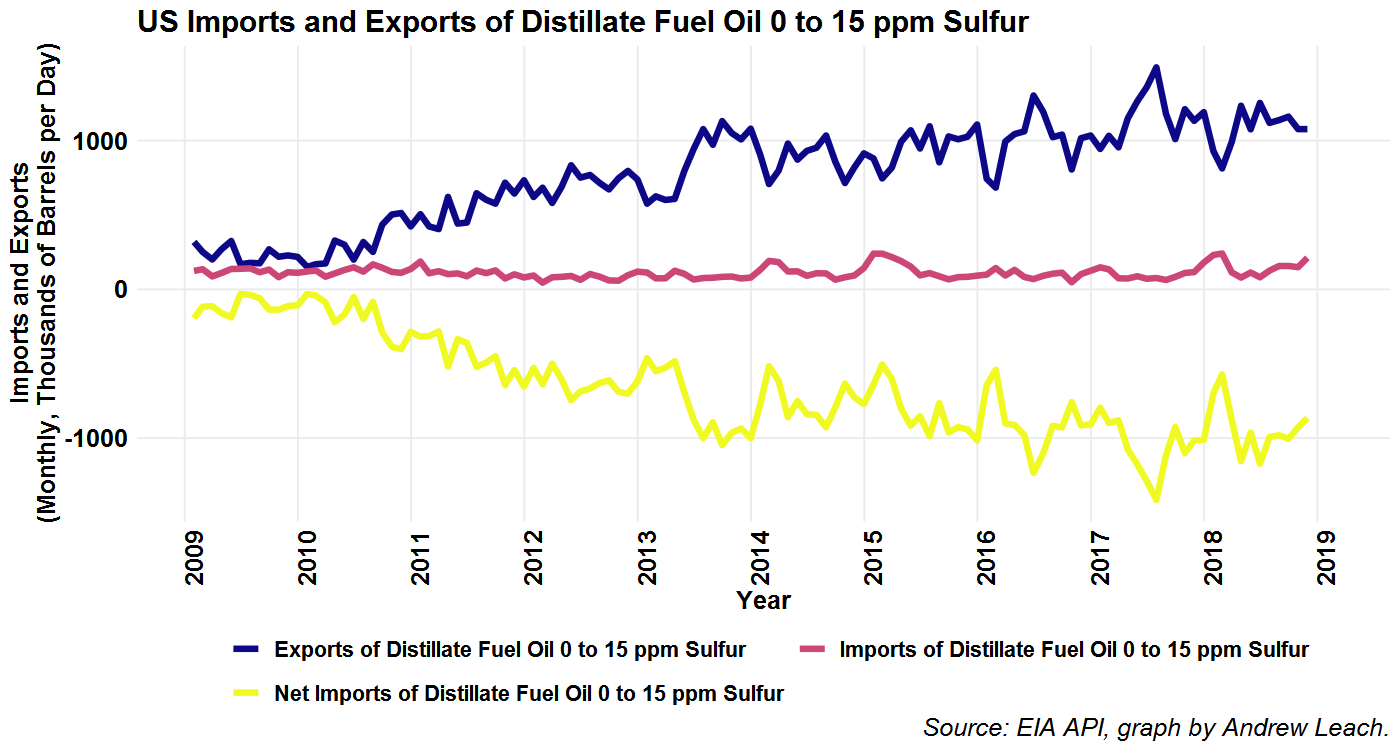 US Imports and Exports of Distillate Fuel Oil 0 to 15 ppm Sulfur
Imports and Exports
(Monthly, Thousands of Barrels per Day)
1000
0
-1000
2009
2010
2011
2012
2013
2014
2015
2016
2017
2018
2019
Year
Exports of Distillate Fuel Oil 0 to 15 ppm Sulfur
Imports of Distillate Fuel Oil 0 to 15 ppm Sulfur
Net Imports of Distillate Fuel Oil 0 to 15 ppm Sulfur
Source: EIA API, graph by Andrew Leach.